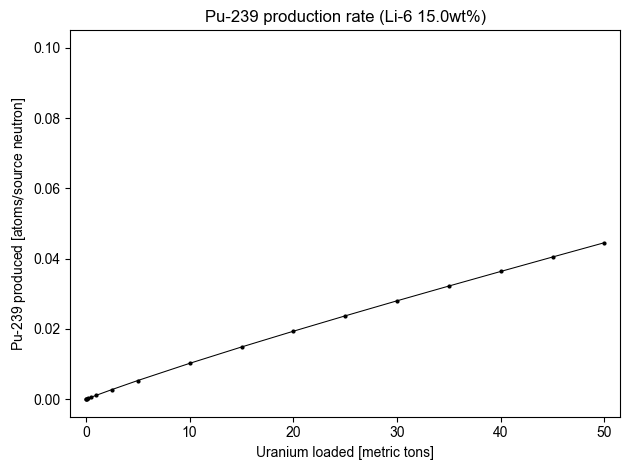 Pu-239 production rate (Li-6 15.0wt%)
0.10
0.08
0.06
0.04
0.02
0.00
Pu-239 produced [atoms/source neutron]
0 10 20 30 40 50
Uranium loaded [metric tons]